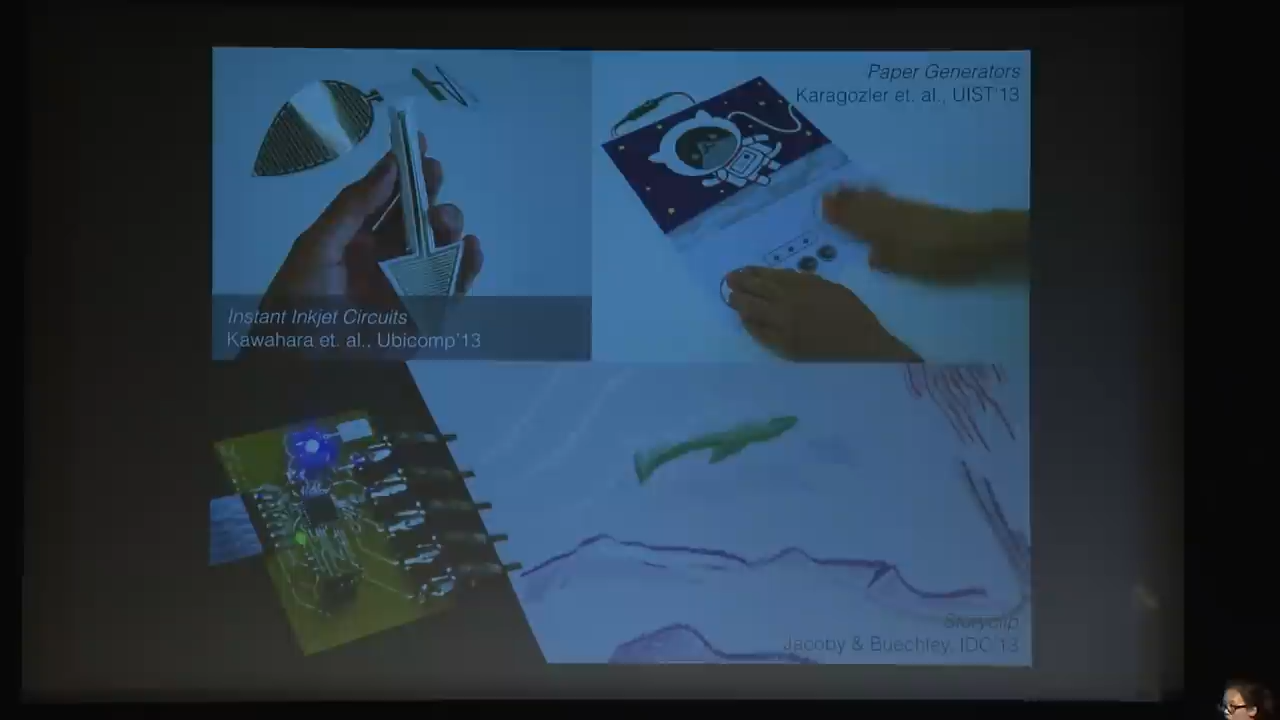 Paper Generators
Karagozler et. al., UIST'13
Instant Inkjet Circuits
Kawahara et. al., Ubicomp'13
Storyclip
Jacoby & Buechley, IDC'13